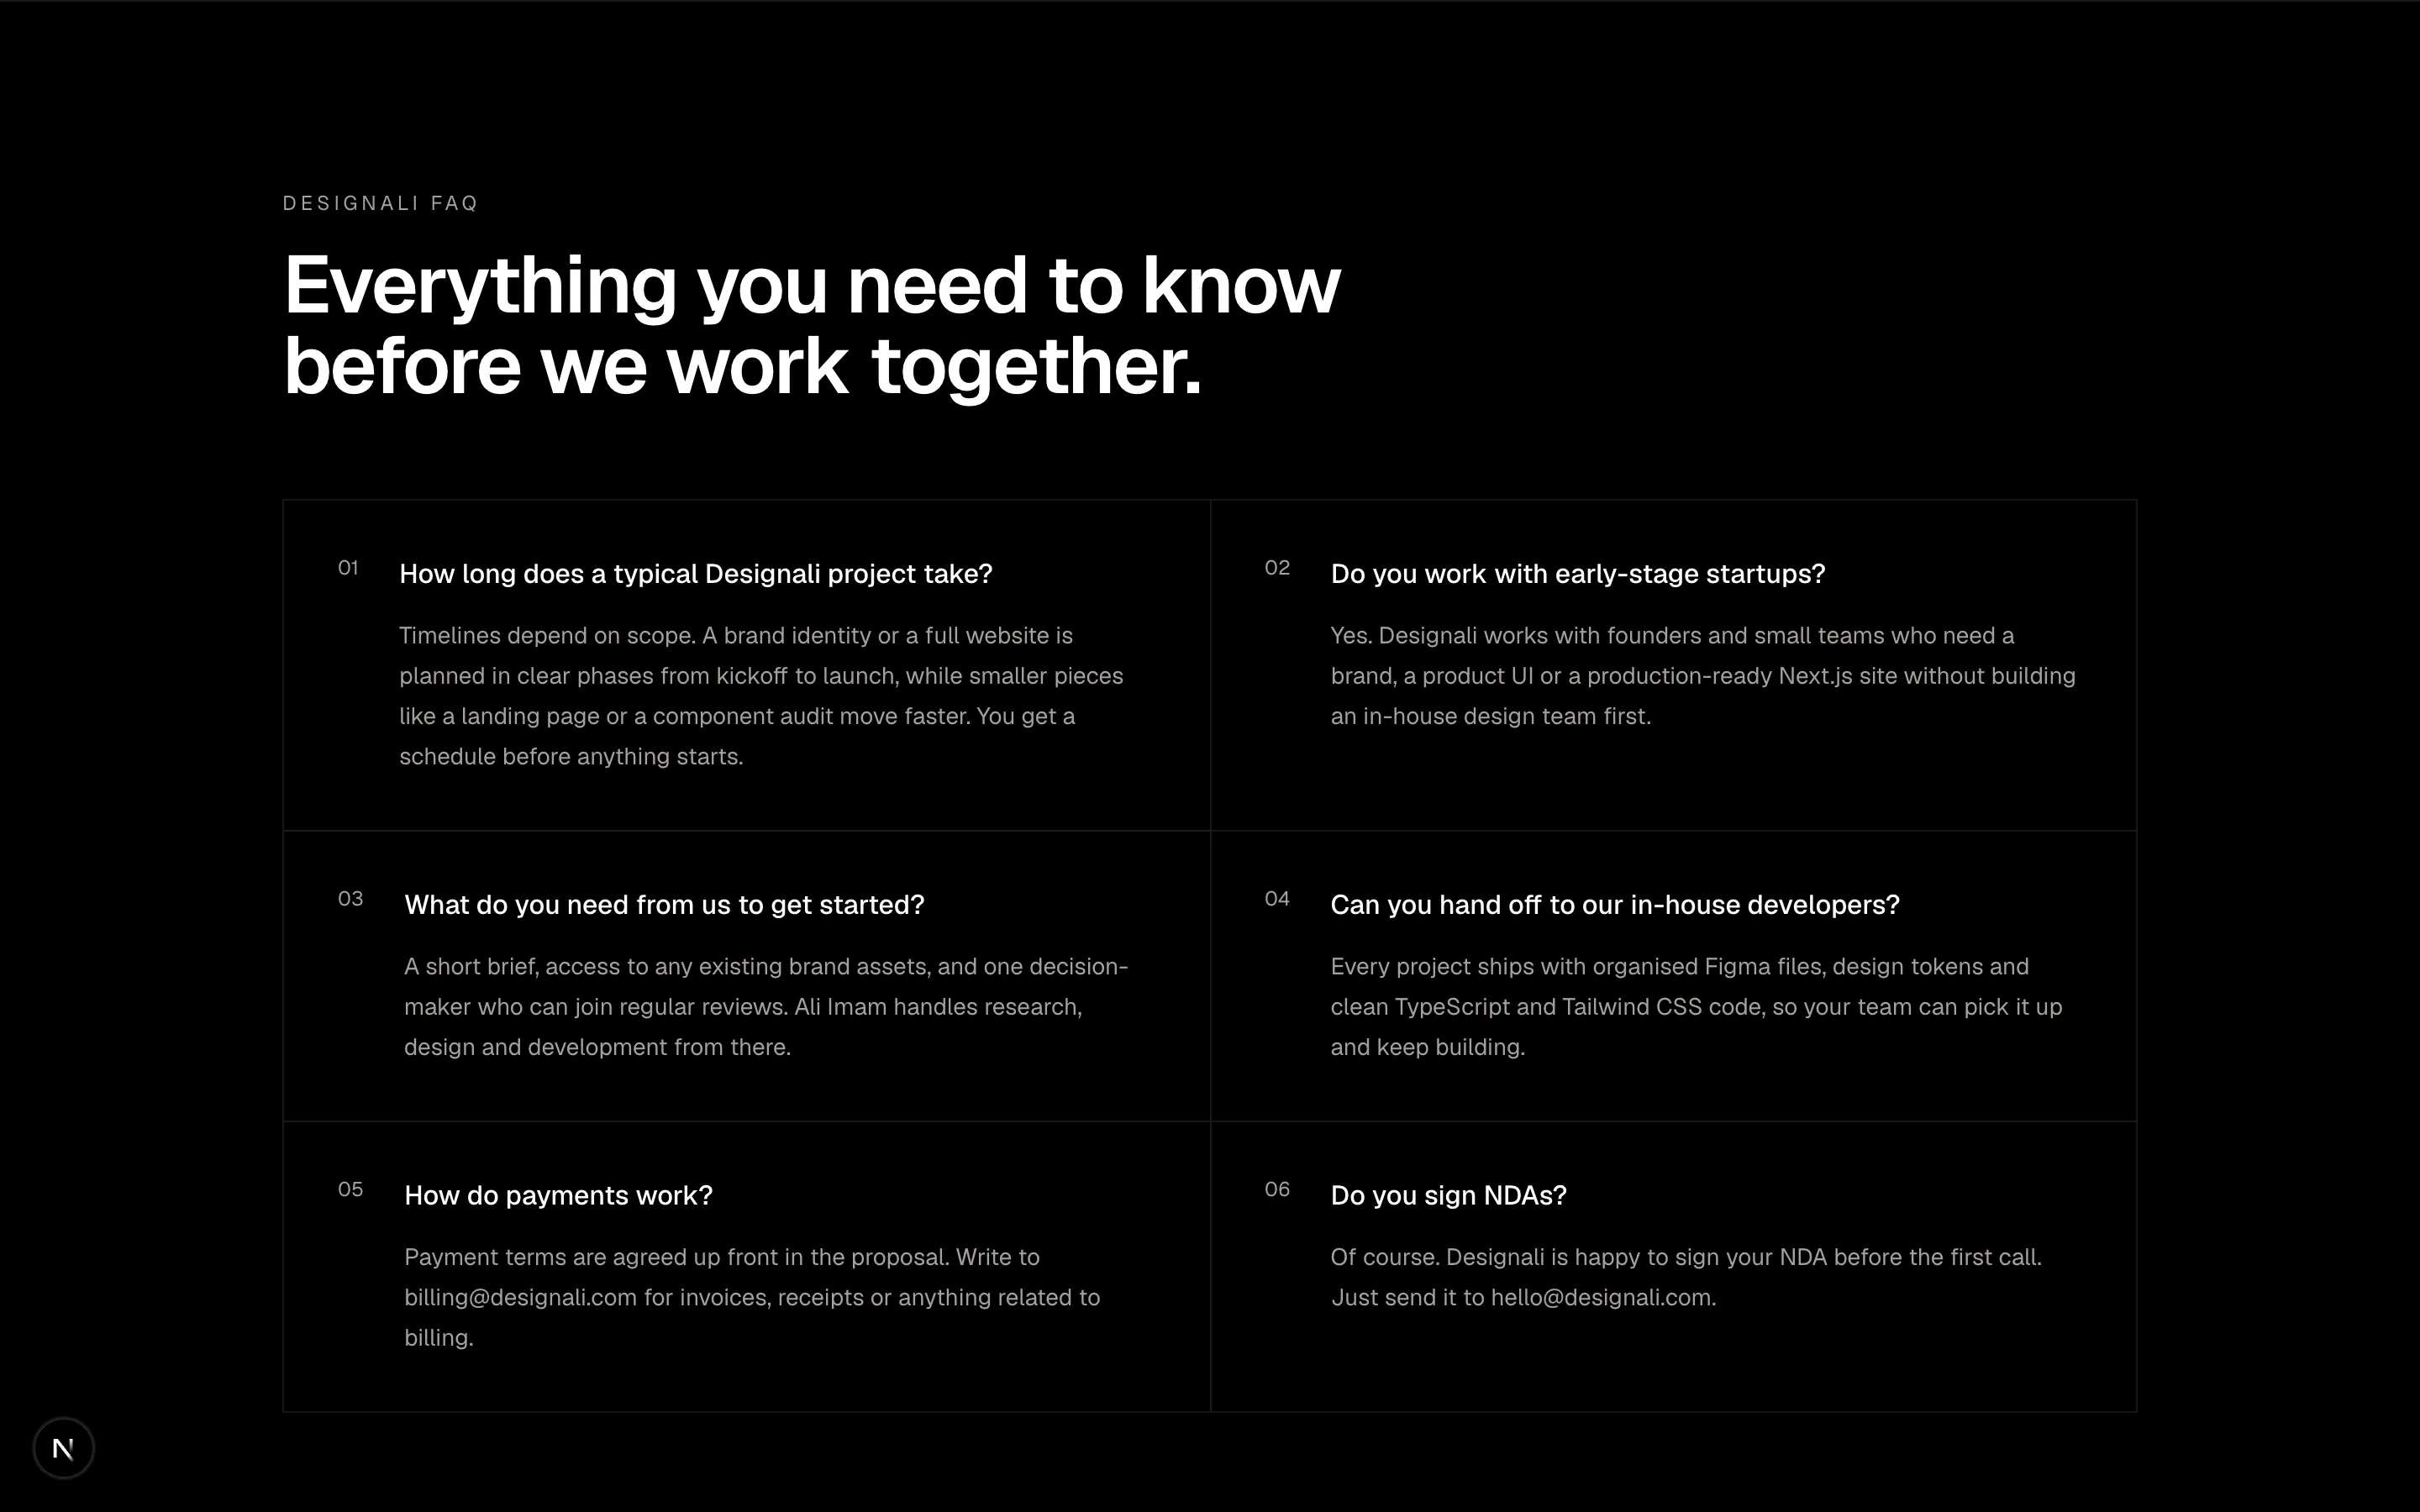 DESIGNALI FAQ
Everything you need to know
before we work together.
01
How long does a typical Designali project take?
Timelines depend on scope. A brand identity or a full website is
planned in clear phases from kickoff to launch, while smaller pieces
like a landing page or a component audit move faster. You get a
schedule before anything starts.
02
Do you work with early-stage startups?
Yes. Designali works with founders and small teams who need a
brand, a product UI or a production-ready Next.js site without building
an in-house design team first.
03
What do you need from us to get started?
A short brief, access to any existing brand assets, and one decision-
maker who can join regular reviews. Ali Imam handles research,
design and development from there.
04
Can you hand off to our in-house developers?
Every project ships with organised Figma files, design tokens and
clean TypeScript and Tailwind CSS code, so your team can pick it up
and keep building.
05
How do payments work?
Payment terms are agreed up front in the proposal. Write to
billing@designali.com for invoices, receipts or anything related to
billing.
06
Do you sign NDAs?
Of course. Designali is happy to sign your NDA before the first call.
Just send it to hello@designali.com.
N